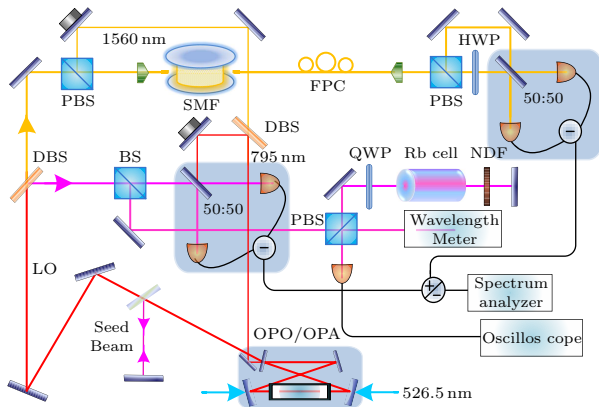 1560 nm
HWP
PBS
SMF
FPC
PBS
50:50
DBS
DBS
BS
795 nm
QWP
Rb cell
NDF
50:50
PBS
Wavelength
Meter
LO
+
−
−
−
Spectrum
analyzer
Seed
Beam
OPO/OPA
Oscillos cope
526.5 nm